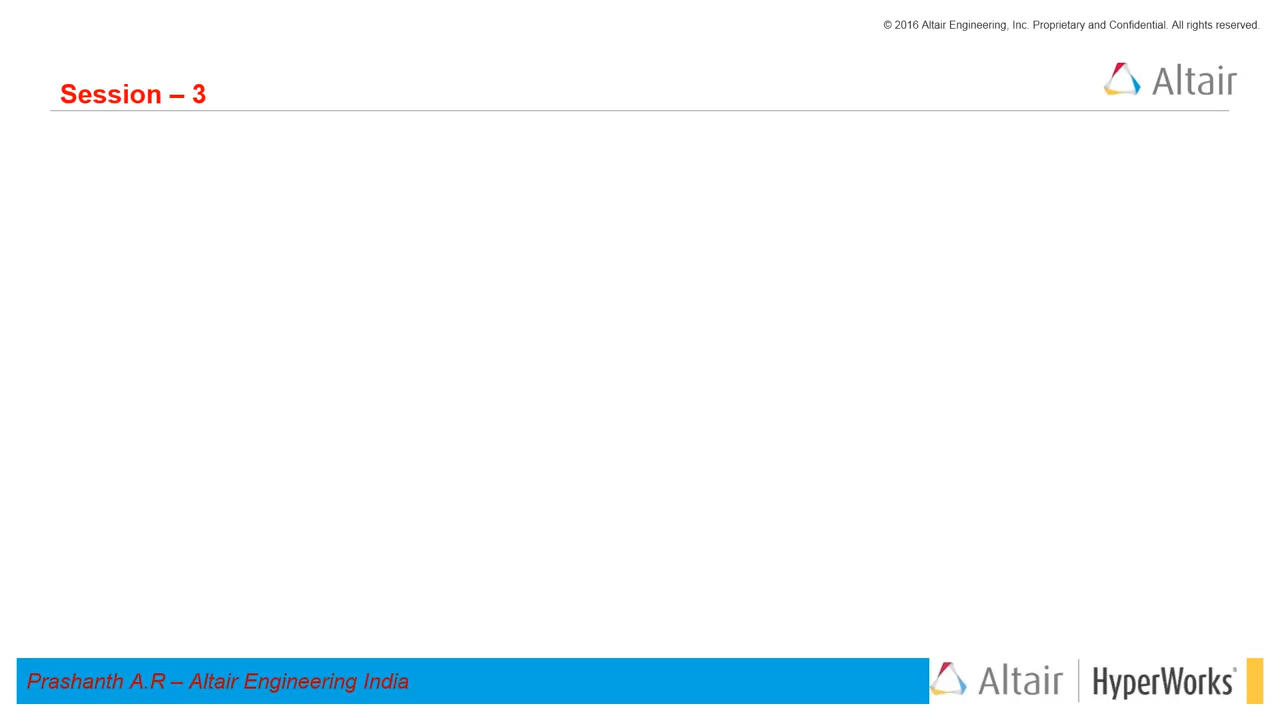 © 2016 Altair Engineering, Inc. Proprietary and Confidential. All rights reserved.
Altair
Session – 3
Prashanth A.R – Altair Engineering India
Altair | HyperWorks®